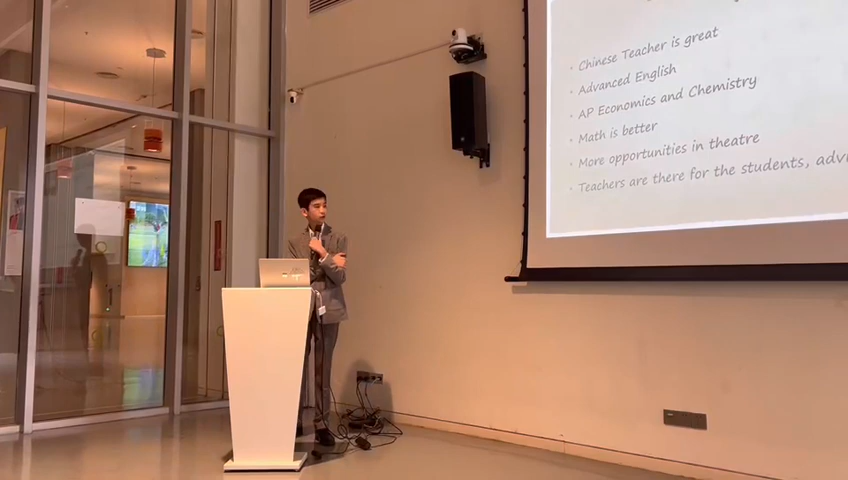 Chinese Teacher is great
Advanced English
AP Economics and Chemistry
Math is better
More opportunities in theatre
Teachers are there for the students,